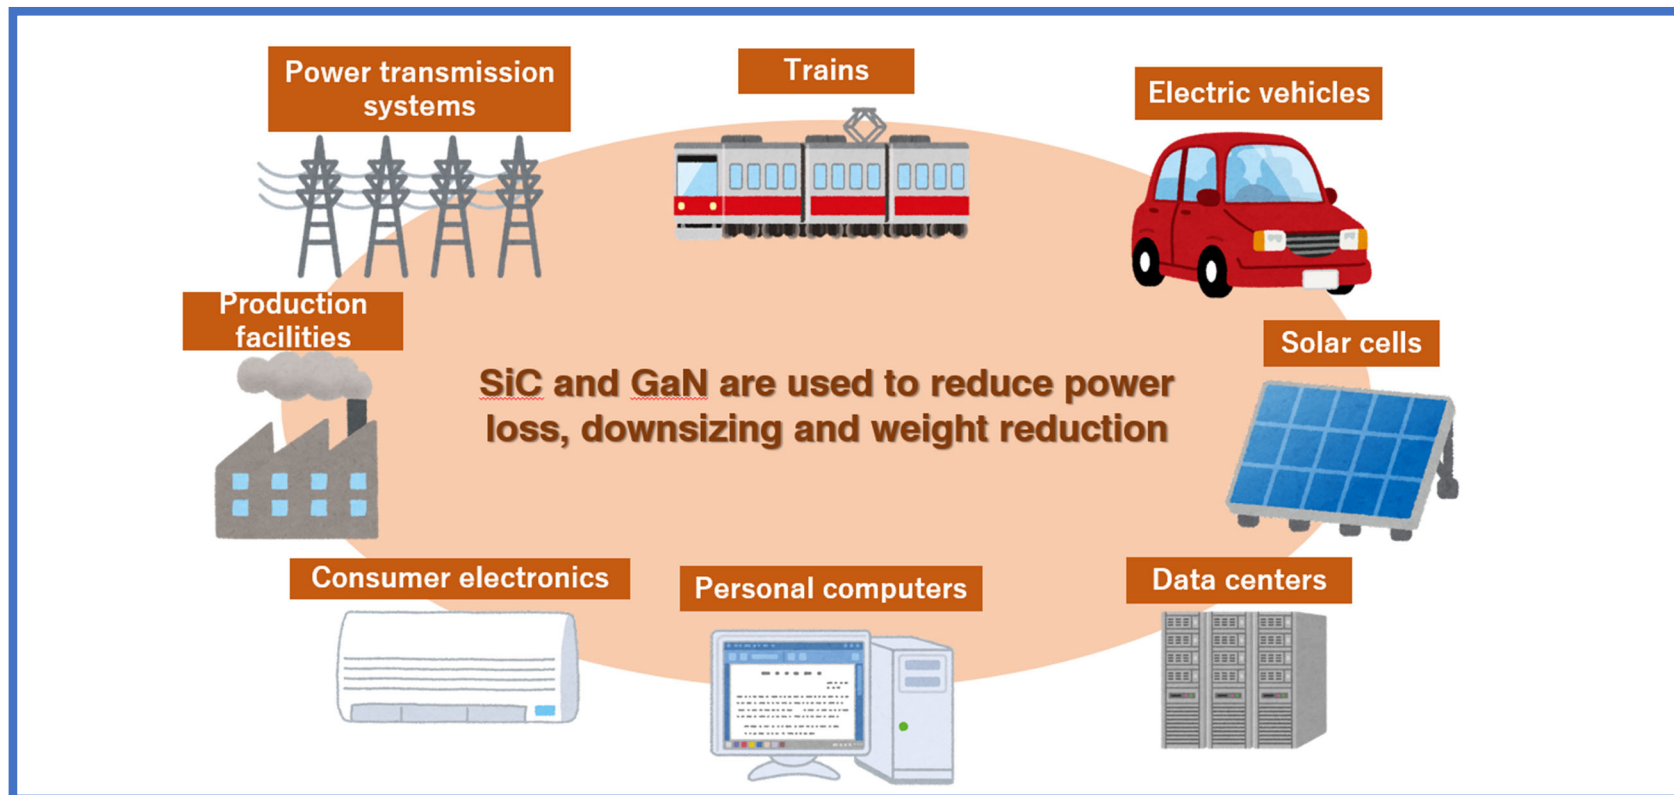 Power transmission
systems
Trains
Electric vehicles
Production
facilities
Solar cells
SiC and GaN are used to reduce power
loss, downsizing and weight reduction
Consumer electronics
Personal computers
Data centers